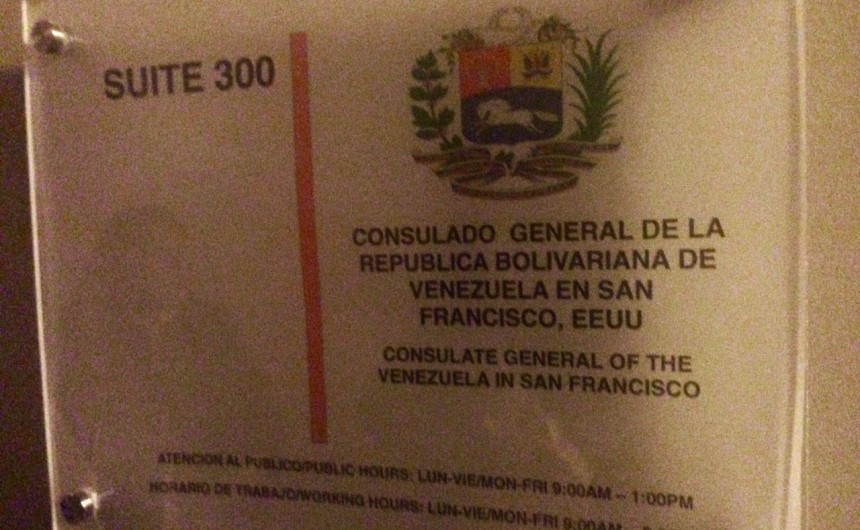 SUITE 300
CONSULADO GENERAL DE LA
REPUBLICA BOLIVARIANA DE
VENEZUELA EN SAN
FRANCISCO, EEUU
CONSULATE GENERAL OF THE
VENEZUELA IN SAN FRANCISCO
ATENCION AL PUBLICO/PUBLIC HOURS: LUN-VIE/MON-FRI 9:00AM – 1:00PM
HORARIO DE TRABAJO/WORKING HOURS: LUN-VIE/MON-FRI 9:00AM –